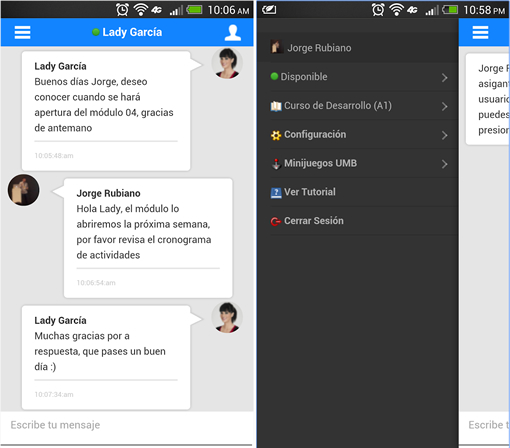 10:06 AM
Lady García
Lady García
Buenos días Jorge, deseo
conocer cuando se hará
apertura del módulo 04, gracias
de antemano
10:05:48:am
Jorge Rubiano
Hola Lady, el módulo lo
abriremos la próxima semana,
por favor revisa el cronograma
de actividades
10:06:54:am
Lady García
Muchas gracias por a
respuesta, que pases un buen
día :)
10:07:34:am
Escribe tu mensaje
10:58 PM
Jorge Rubiano
Disponible
Curso de Desarrollo (A1)
Configuración
Minijuegos UMB
Ver Tutorial
Cerrar Sesión
Jorge R
asigant
usuario
puedes
presion
Escribe t